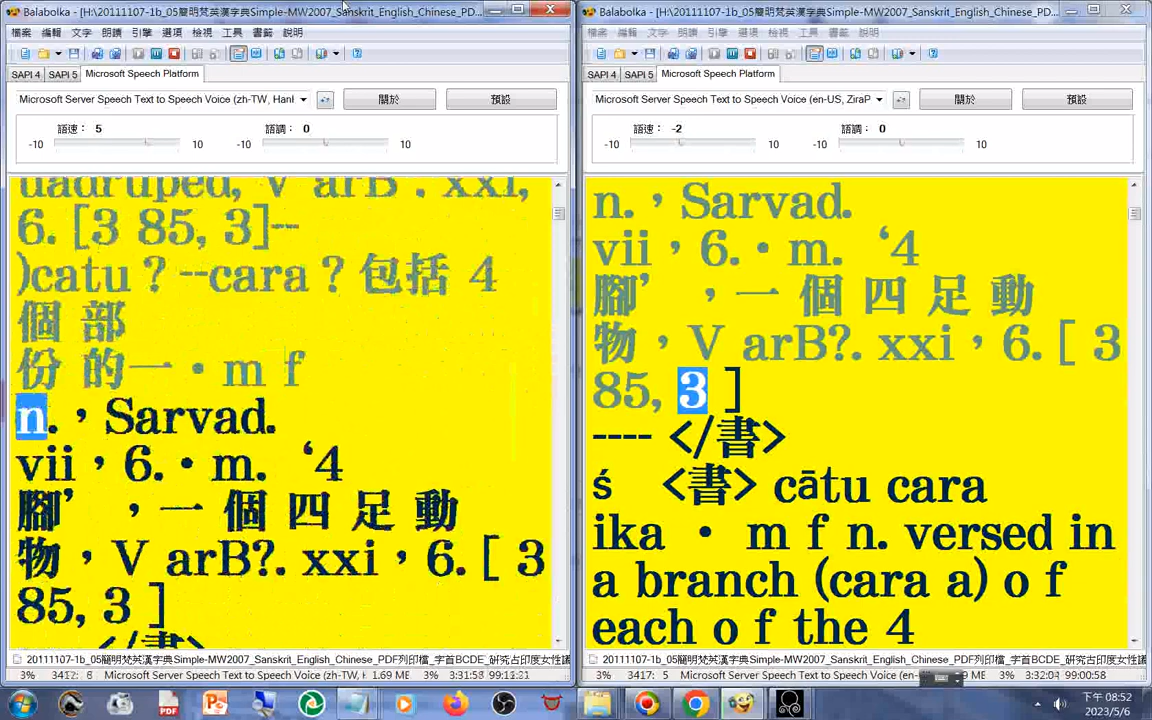 Balabolka - [H:\20111107-1b_05簡明梵英漢字典Simple-MW2007_Sanskrit_English_Chinese_PD...
檔案 編輯 文字 朗讀 引擎 選項 檢視 工具 書籤 說明
SAPI 4 SAPI 5 Microsoft Speech Platform
Microsoft Server Speech Text to Speech Voice (zh-TW, Hanl
關於
預設
語速： 5
語調： 0
-10 10 -10 10
uadruped, V arB . xxi,
6. [3 85, 3]--
)catu ? --cara ? 包括 4
個 部
份 的一・m f
n.，Sarvad.
vii，6.・m. ‘4
腳’ ，一 個 四 足 動
物，V arB?. xxi，6. [ 3
85, 3 ]
</書>
20111107-1b_05簡明梵英漢字典Simple-MW2007_Sanskrit_English_Chinese_PDF列印檔_字首BCDE_研究古印度女性議
3% 3412: 6 Microsoft Server Speech Text to Speech Voice (zh-TW, H 1.69 MB 3% 3:31:58
Balabolka - [H:\20111107-1b_05簡明梵英漢字典Simple-MW2007_Sanskrit_English_Chinese_PD...
檔案 編輯 文字 朗讀 引擎 選項 檢視 工具 書籤 說明
SAPI 4 SAPI 5 Microsoft Speech Platform
Microsoft Server Speech Text to Speech Voice (en-US, ZiraP
關於
預設
語速： -2
語調： 0
-10 10 -10 10
n.，Sarvad.
vii，6.・m. ‘4
腳’ ，一 個 四 足 動
物，V arB?. xxi，6. [ 3
85, 3 ]
---- </書>
ś <書> cātu cara
ika ・ m f n. versed in
a branch (cara a) o f
each o f the 4
20111107-1b_05簡明梵英漢字典Simple-MW2007_Sanskrit_English_Chinese_PDF列印檔_字首BCDE_研究古印度女性議
3% 3417: 5 Microsoft Server Speech Text to Speech Voice (en-US, 3% 3:32:04 99:00:58
下午 08:52
2023/5/6